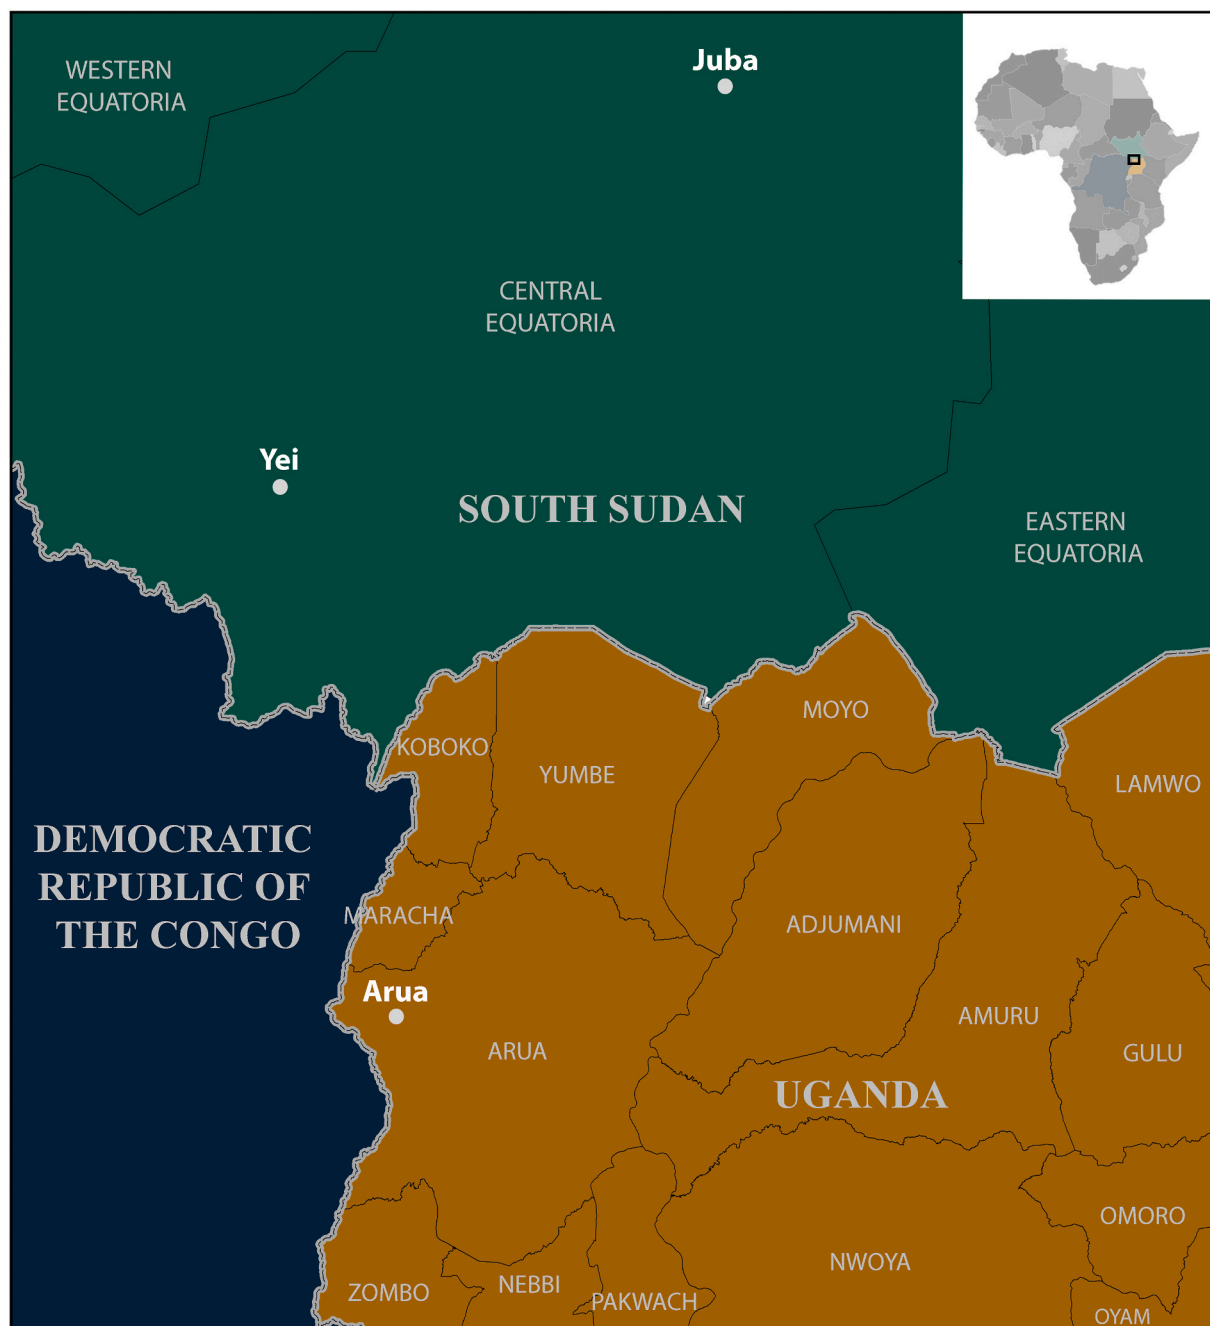 WESTERN
EQUATORIA
Juba
CENTRAL
EQUATORIA
Yei
SOUTH SUDAN
EASTERN
EQUATORIA
MOYO
KOBOKO
YUMBE
LAMWO
DEMOCRATIC
REPUBLIC OF
THE CONGO
MARACHA
ADJUMANI
Arua
AMURU
ARUA
GULU
UGANDA
OMORO
NWOYA
ZOMBO
NEBBI
PAKWACH
OYAM